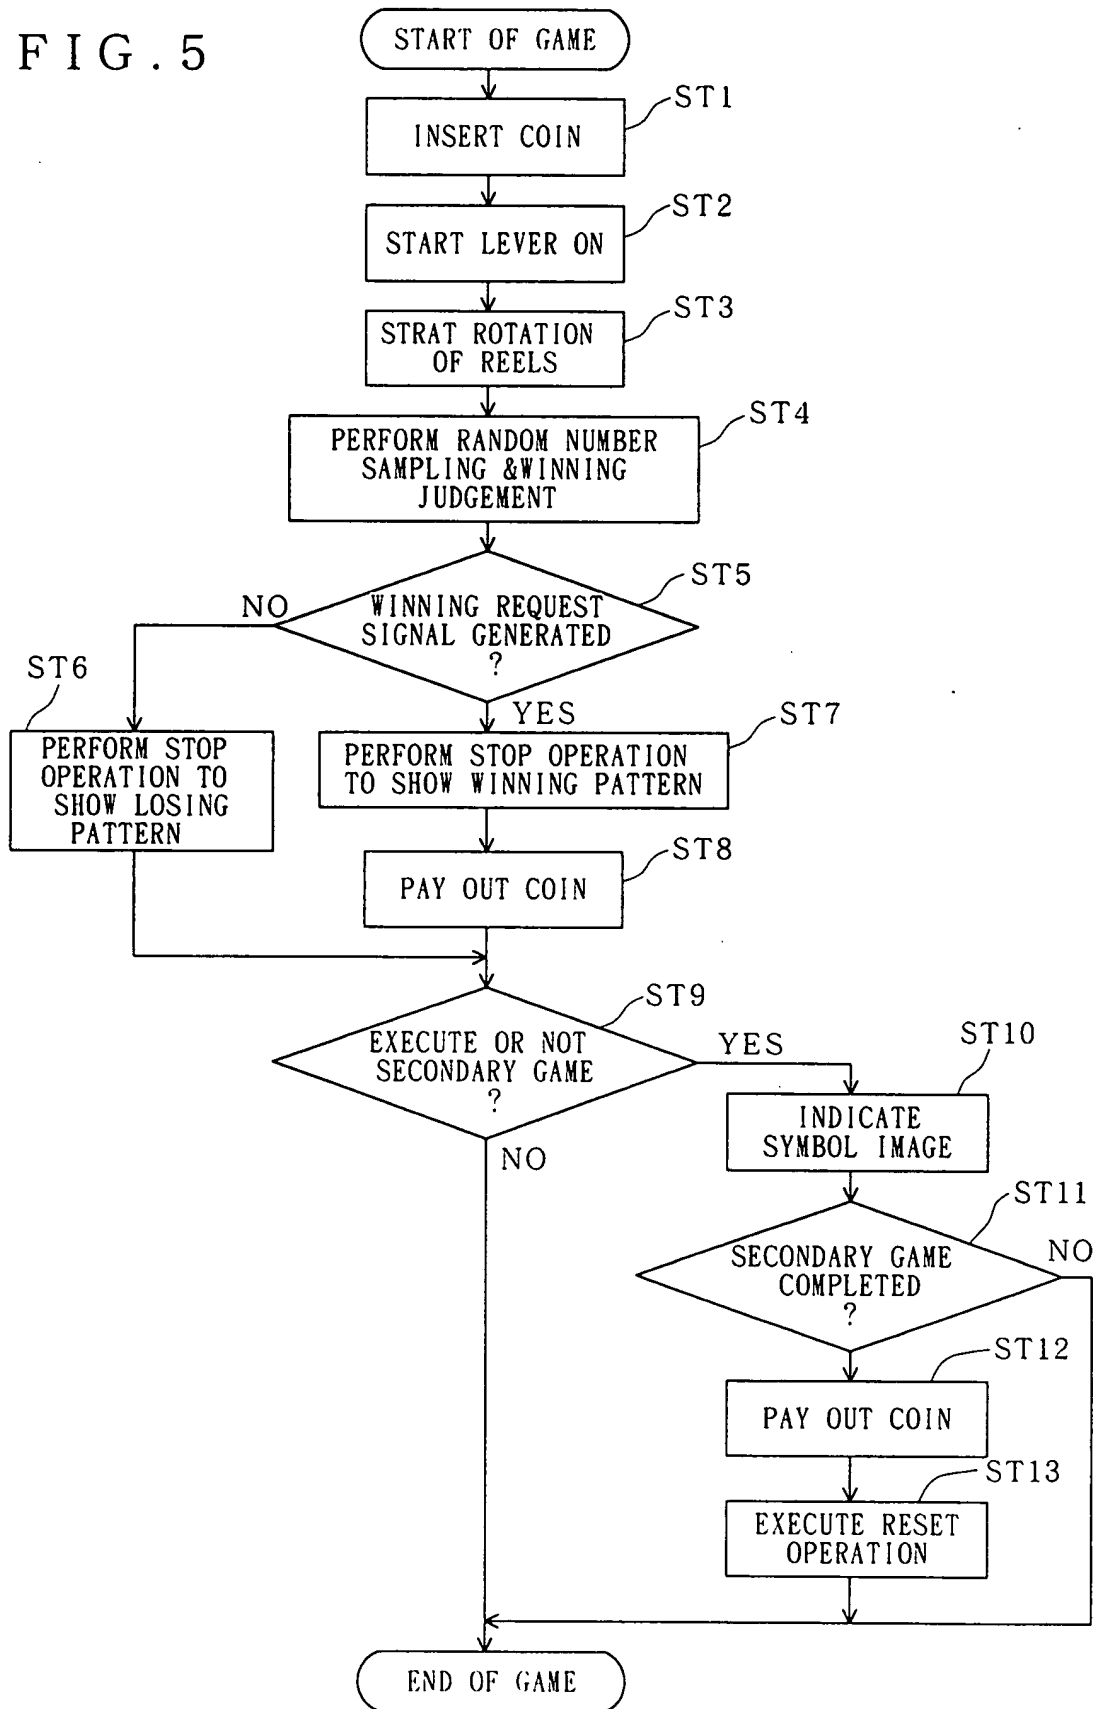 FIG.5
START OF GAME
ST1
INSERT COIN
ST2
START LEVER ON
ST3
STRAT ROTATION
OF REELS
ST4
PERFORM RANDOM NUMBER
SAMPLING &WINNING
JUDGEMENT
ST5
NO
WINNING REQUEST
SIGNAL GENERATED
?
ST6
YES
ST7
PERFORM STOP
OPERATION TO
SHOW LOSING
PATTERN
PERFORM STOP OPERATION
TO SHOW WINNING PATTERN
ST8
PAY OUT COIN
ST9
EXECUTE OR NOT
SECONDARY GAME
?
YES
ST10
NO
INDICATE
SYMBOL IMAGE
ST11
NO
SECONDARY GAME
COMPLETED
?
ST12
PAY OUT COIN
ST13
EXECUTE RESET
OPERATION
END OF GAME